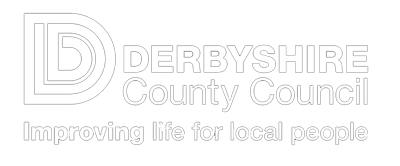 DERBYSHIRE
County Council
Improving life for local people